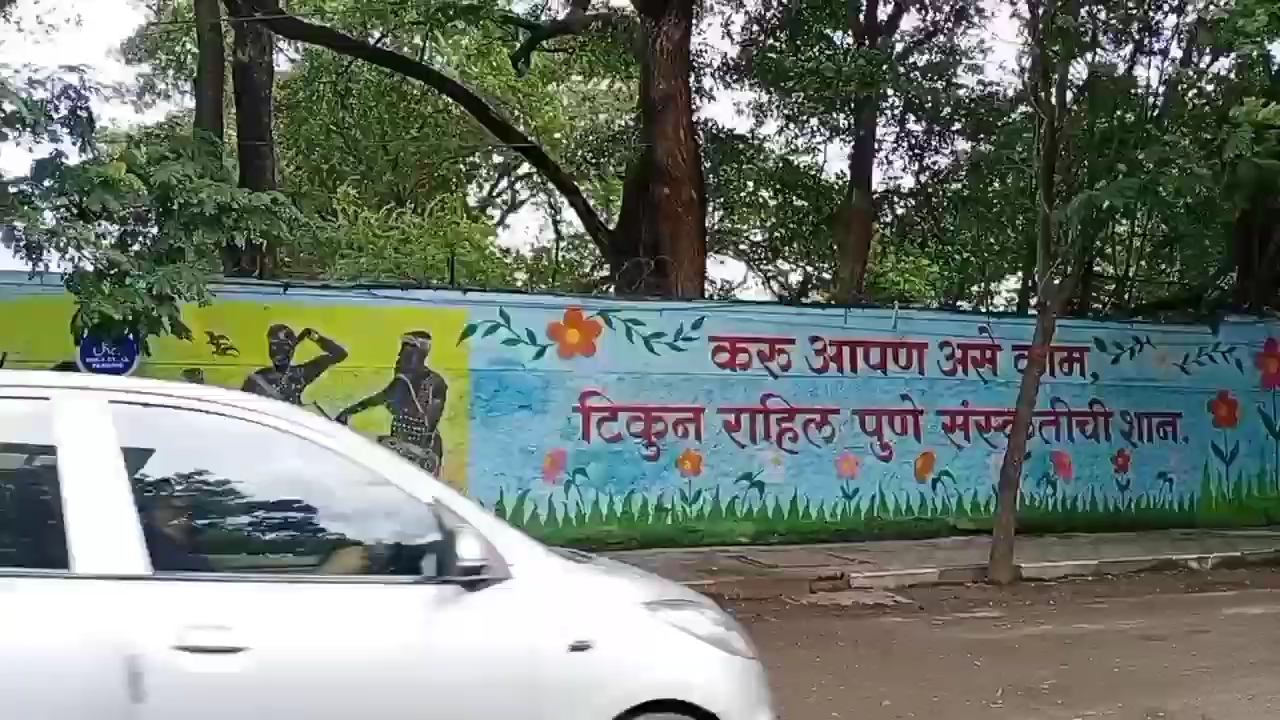 करू आपण असे काम,
टिकुन राहिल पुणे संस्कृतीची शान.